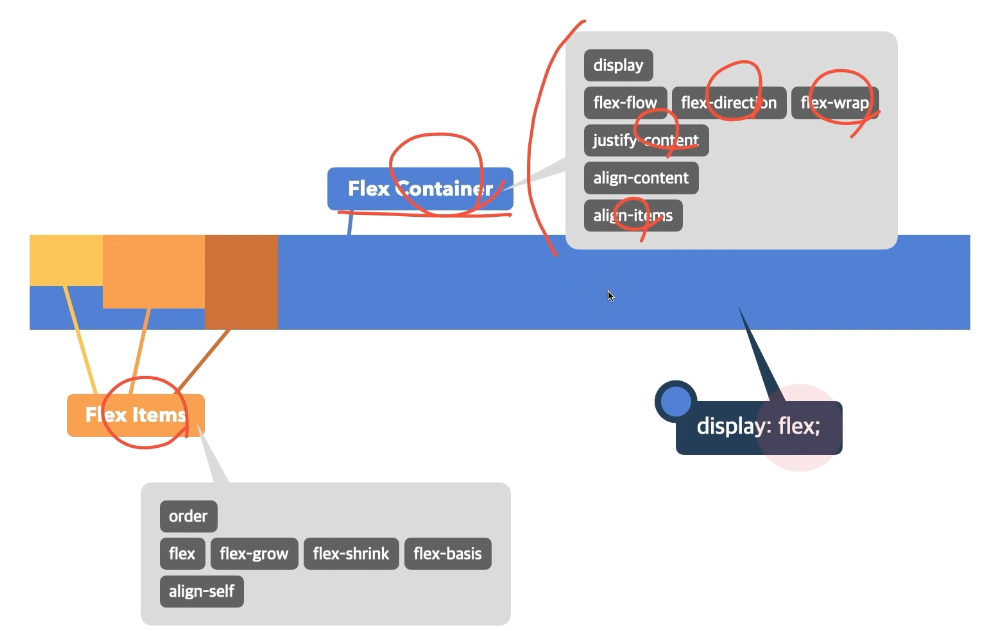 display
flex-flow flex-direction flex-wrap
justify-content
align-content
align-items
Flex Container
Flex Items
display: flex;
order
flex flex-grow flex-shrink flex-basis
align-self